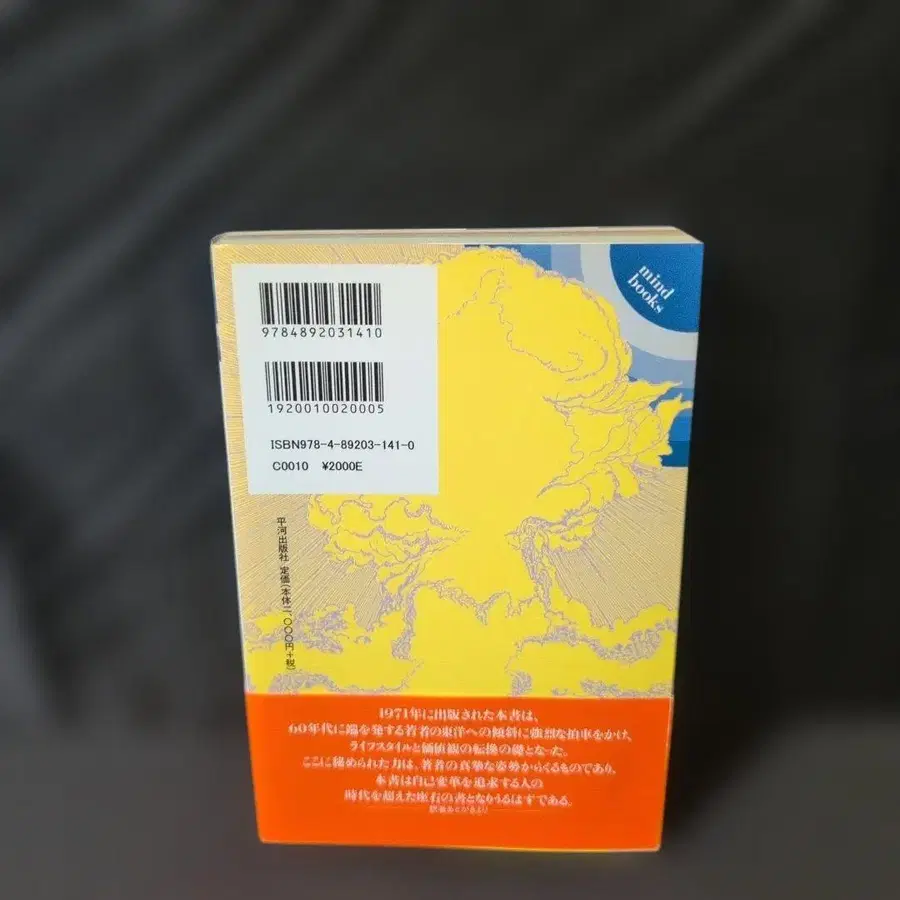 mind
books
9784892031410
1920010020005
ISBN978-4-89203-141-0
C0010 ¥2000E
平河出版社 定価(本体二,〇〇〇円+税)
1971年に出版された本書は、
60年代に端を発する若者の東洋への傾斜に強烈な拍車をかけ、
ライフスタイルと価値観の転換の礎となった。
ここに秘められた力は、著者の真摯な姿勢からくるものであり、
本書は自己変革を追求する人の
時代を超えた座右の書となりうるはずである。